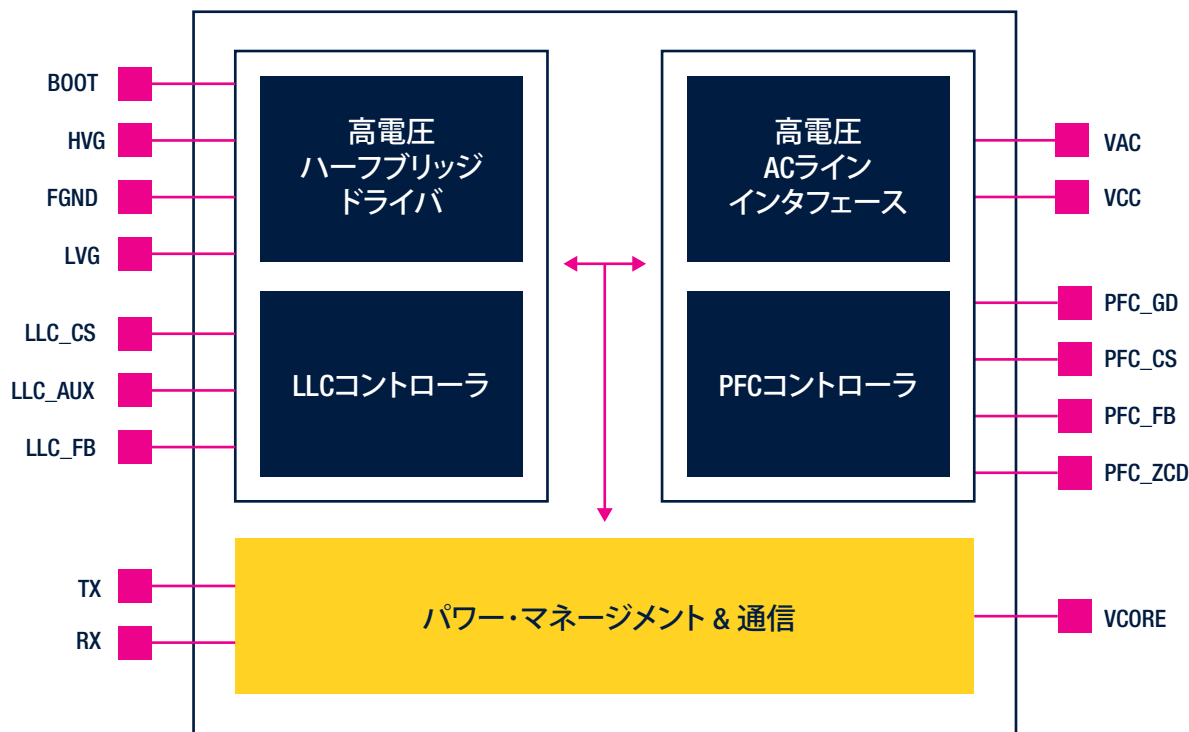 BOOT
HVG
FGND
LVG
LLC_CS
LLC_AUX
LLC_FB
TX
RX
高電圧
ハーフブリッジ
ドライバ
LLCコントローラ
高電圧
ACライン
インタフェース
PFCコントローラ
パワー・マネージメント & 通信
VAC
VCC
PFC_GD
PFC_CS
PFC_FB
PFC_ZCD
VCORE